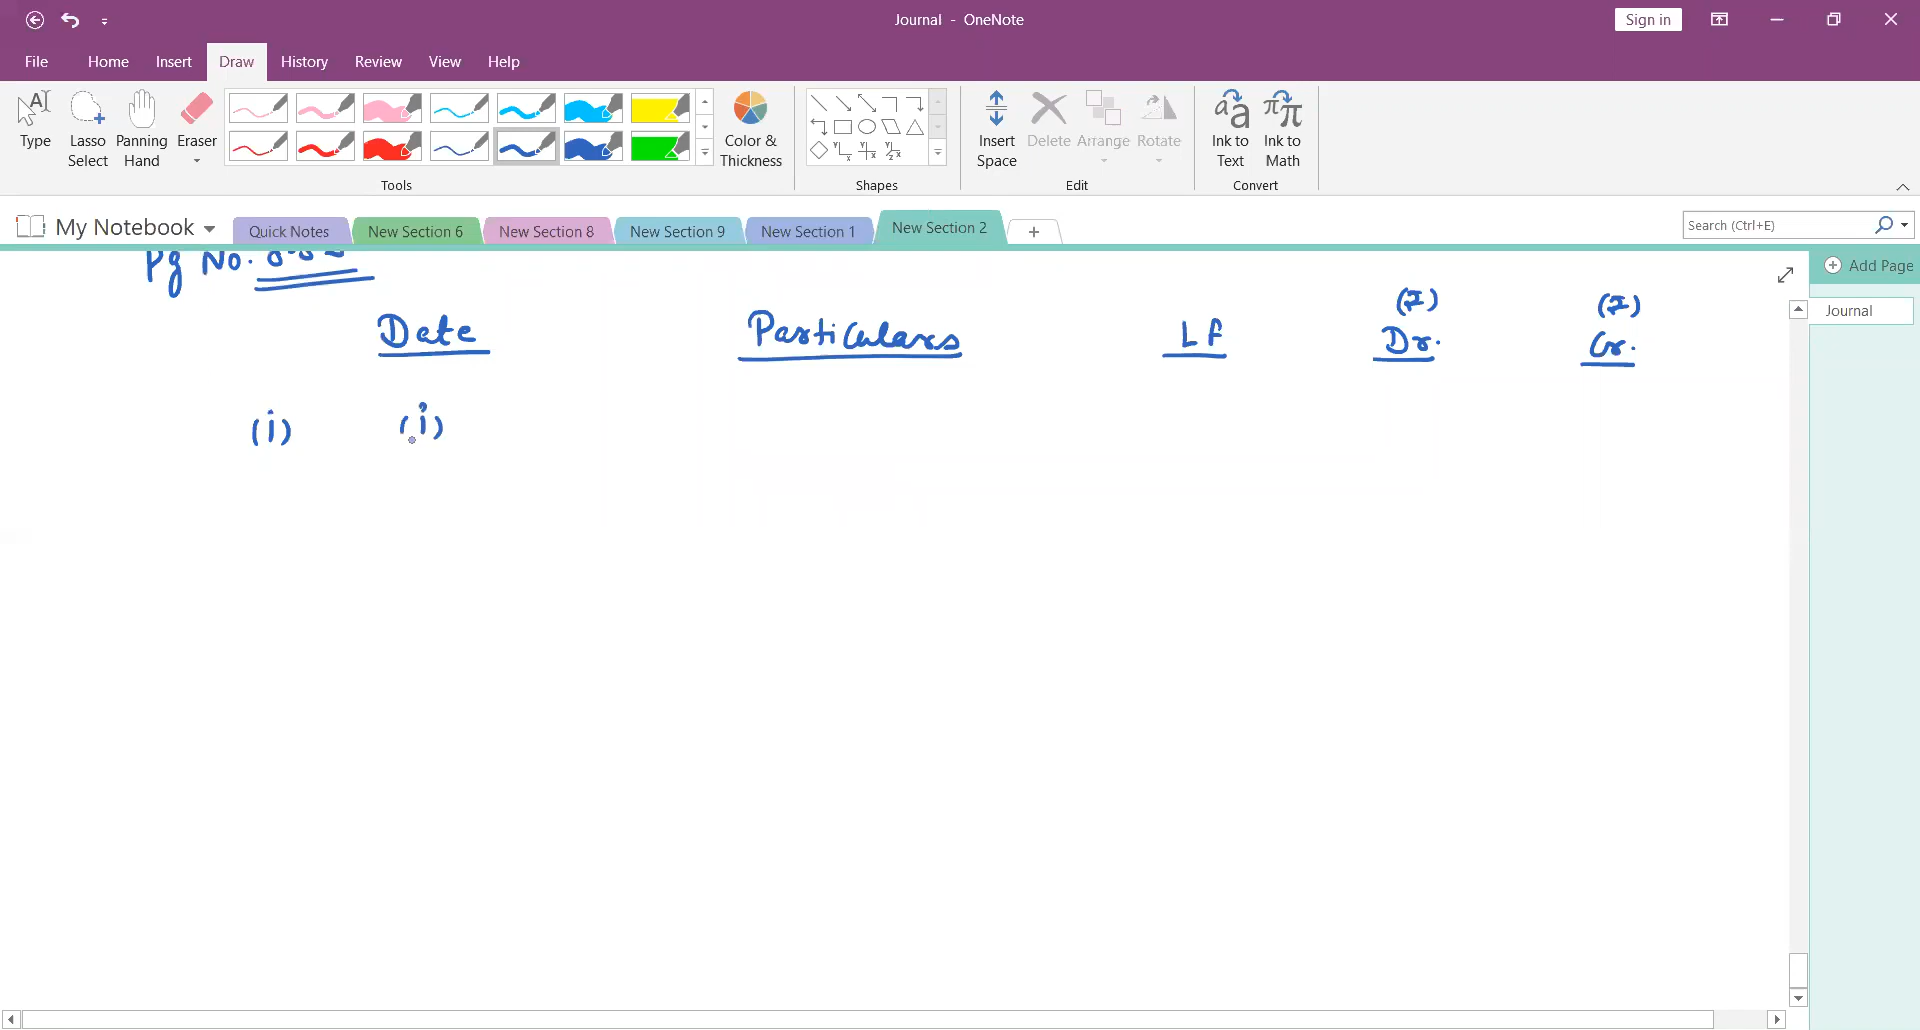 Journal - OneNote
Sign in
File Home Insert Draw History Review View Help
Type
Lasso Select
Panning Hand
Eraser
Color & Thickness
Insert Space
Delete
Arrange
Rotate
Ink to Text
Ink to Math
Tools
Shapes
Edit
Convert
My Notebook
Quick Notes
New Section 6
New Section 8
New Section 9
New Section 1
New Section 2
Search (Ctrl+E)
Add Page
Journal
Pg No.
(₹) (₹)
Date Particulars LF Dr. Cr.
(i) (i)